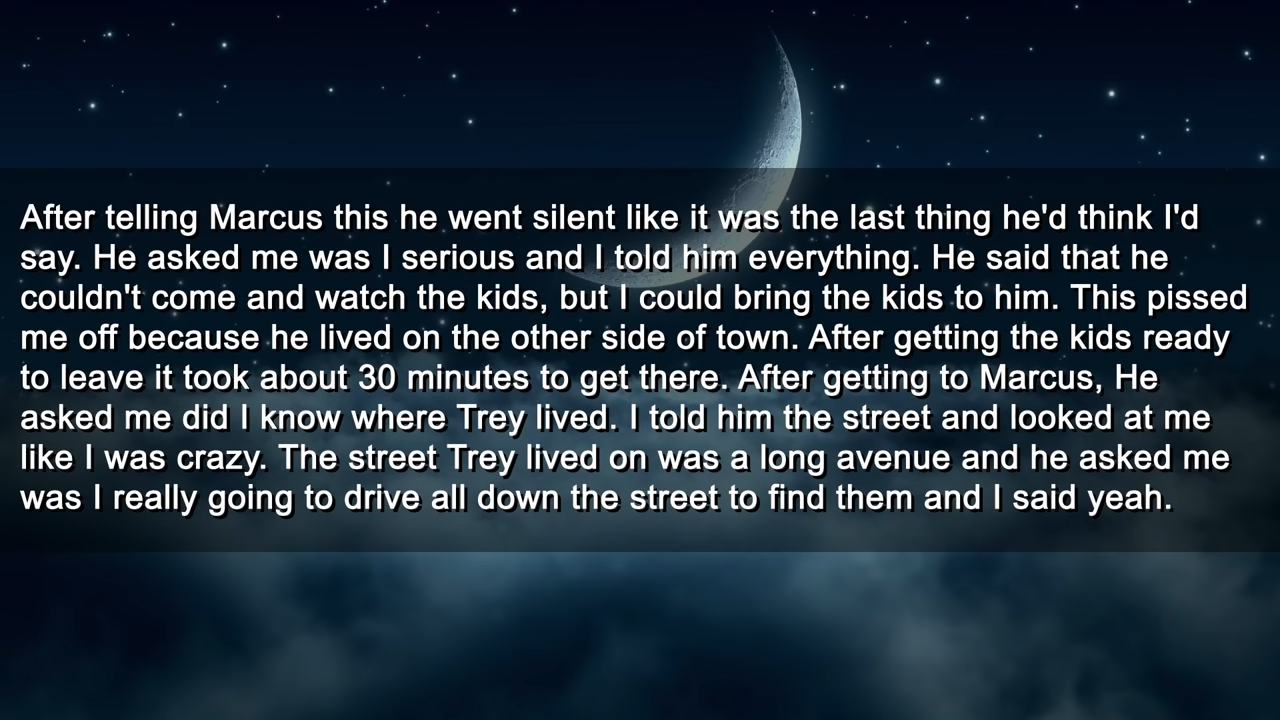 After telling Marcus this he went silent like it was the last thing he'd think I'd
say. He asked me was I serious and I told him everything. He said that he
couldn't come and watch the kids, but I could bring the kids to him. This pissed
me off because he lived on the other side of town. After getting the kids ready
to leave it took about 30 minutes to get there. After getting to Marcus, He
asked me did I know where Trey lived. I told him the street and looked at me
like I was crazy. The street Trey lived on was a long avenue and he asked me
was I really going to drive all down the street to find them and I said yeah.